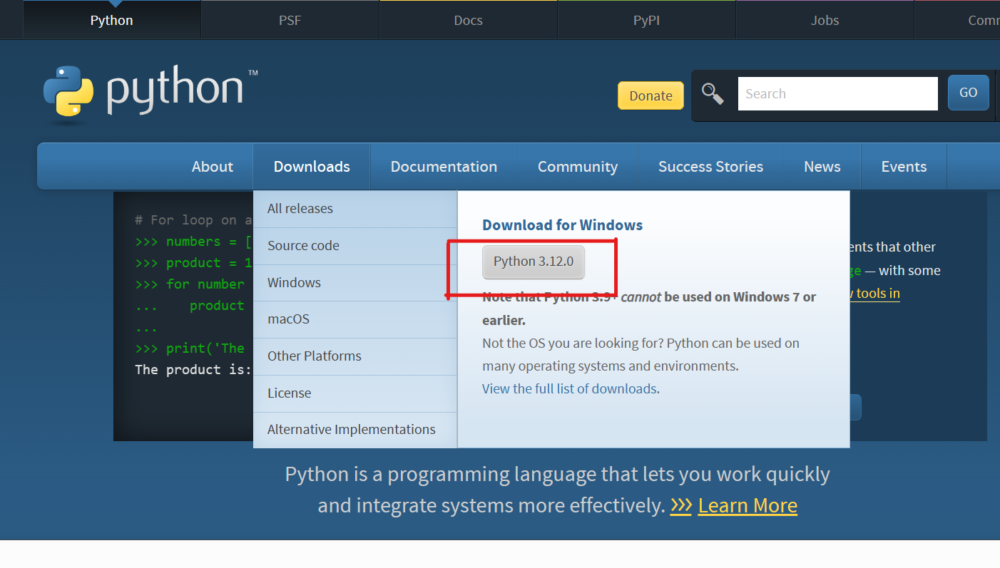 Python PSF Docs PyPI Jobs
python™
Donate Search GO
About Downloads Documentation Community Success Stories News Events
# For loop on a
>>> numbers = [
>>> product = 1
>>> for number
... product
...
>>> print('The
The product is:
All releases
Source code
Windows
macOS
Other Platforms
License
Alternative Implementations
Download for Windows
Python 3.12.0
Note that Python 3.9+ cannot be used on Windows 7 or
earlier.
Not the OS you are looking for? Python can be used on
many operating systems and environments.
View the full list of downloads.
that other
— with some
tools in
Python is a programming language that lets you work quickly
and integrate systems more effectively. >>> Learn More